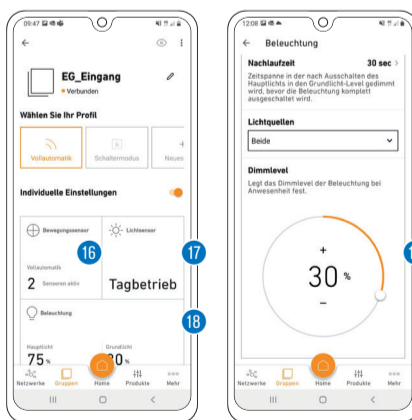 09:47
EG_Eingang
Verbunden
Wählen Sie Ihr Profil
Vollautomatik
Schaltermodus
Neues
Individuelle Einstellungen
Bewegungssensor
16
Lichtsensor
17
Vollautomatik
2 Sensoren aktiv
Tagbetrieb
18
Beleuchtung
Hauptlicht
Grundlicht
75 %
Netzwerke
Gruppen
Home
Produkte
Mehr
12:08
Beleuchtung
Nachlaufzeit
30 sec >
Zeitspanne in der nach Ausschalten des
Hauptlichts in den Grundlicht-Level gedimmt
wird, bevor die Beleuchtung komplett
ausgeschaltet wird.
Lichtquellen
Beide
Dimmlevel
Legt das Dimmlevel der Beleuchtung bei
Anwesenheit fest.
+
30 %
−
Netzwerke
Gruppen
Home
Produkte
Mehr